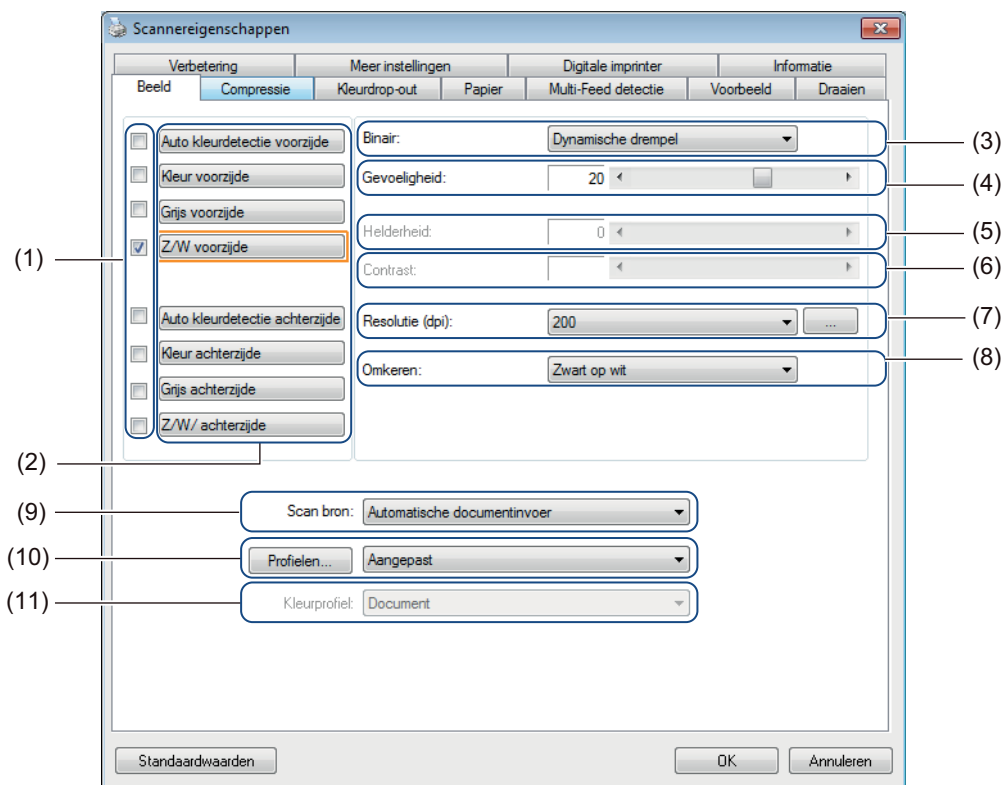 Scannereigenschappen
Verbetering Meer instellingen Digitale imprinter Informatie
Beeld Compressie Kleurdrop-out Papier Multi-Feed detectie Voorbeeld Draaien
Auto kleurdetectie voorzijde
Kleur voorzijde
Grijs voorzijde
Z/W voorzijde
Auto kleurdetectie achterzijde
Kleur achterzijde
Grijs achterzijde
Z/W/ achterzijde
(1)
(2)
Binair: Dynamische drempel (3)
Gevoeligheid: 20 (4)
Helderheid: 0 (5)
Contrast: (6)
Resolutie (dpi): 200 ... (7)
Omkeren: Zwart op wit (8)
(9) Scan bron: Automatische documentinvoer
(10) Profielen... Aangepast
(11) Kleurprofiel: Document
Standaardwaarden OK Annuleren